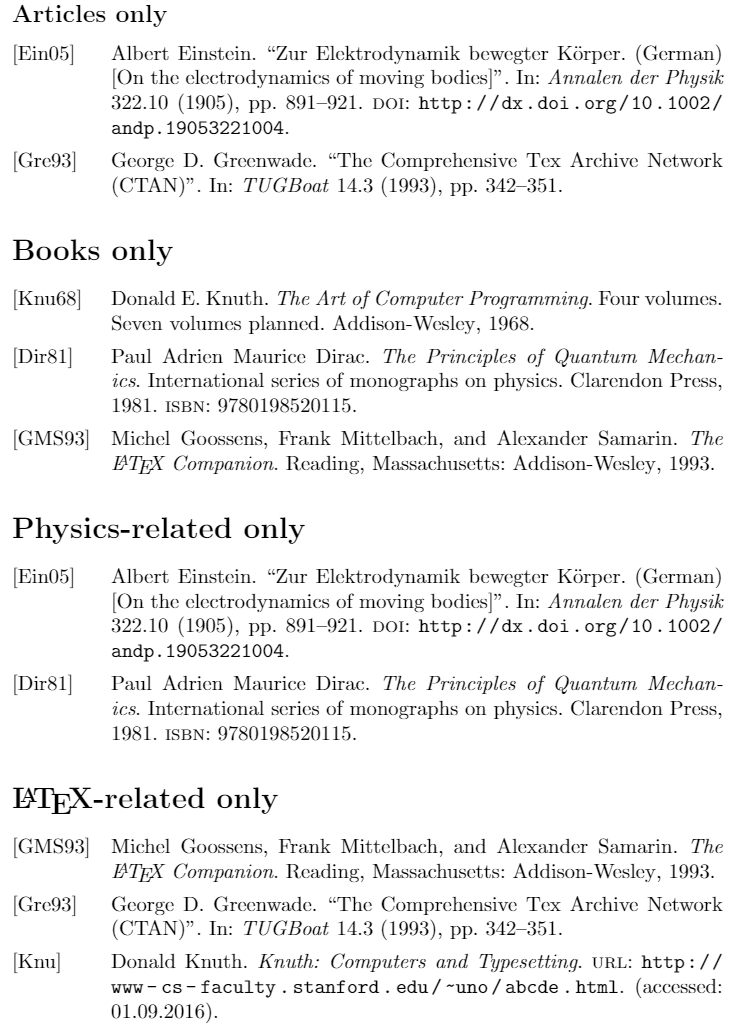 Articles only
[Ein05] Albert Einstein. “Zur Elektrodynamik bewegter Körper. (German)
[On the electrodynamics of moving bodies]”. In: Annalen der Physik
322.10 (1905), pp. 891–921. DOI: http://dx.doi.org/10.1002/
andp.19053221004.
[Gre93] George D. Greenwade. “The Comprehensive Tex Archive Network
(CTAN)”. In: TUGBoat 14.3 (1993), pp. 342–351.
Books only
[Knu68] Donald E. Knuth. The Art of Computer Programming. Four volumes.
Seven volumes planned. Addison-Wesley, 1968.
[Dir81] Paul Adrien Maurice Dirac. The Principles of Quantum Mechan-
ics. International series of monographs on physics. Clarendon Press,
1981. ISBN: 9780198520115.
[GMS93] Michel Goossens, Frank Mittelbach, and Alexander Samarin. The
LATEX Companion. Reading, Massachusetts: Addison-Wesley, 1993.
Physics-related only
[Ein05] Albert Einstein. “Zur Elektrodynamik bewegter Körper. (German)
[On the electrodynamics of moving bodies]”. In: Annalen der Physik
322.10 (1905), pp. 891–921. DOI: http://dx.doi.org/10.1002/
andp.19053221004.
[Dir81] Paul Adrien Maurice Dirac. The Principles of Quantum Mechan-
ics. International series of monographs on physics. Clarendon Press,
1981. ISBN: 9780198520115.
LATEX-related only
[GMS93] Michel Goossens, Frank Mittelbach, and Alexander Samarin. The
LATEX Companion. Reading, Massachusetts: Addison-Wesley, 1993.
[Gre93] George D. Greenwade. “The Comprehensive Tex Archive Network
(CTAN)”. In: TUGBoat 14.3 (1993), pp. 342–351.
[Knu] Donald Knuth. Knuth: Computers and Typesetting. URL: http://
www-cs-faculty.stanford.edu/~uno/abcde.html. (accessed:
01.09.2016).